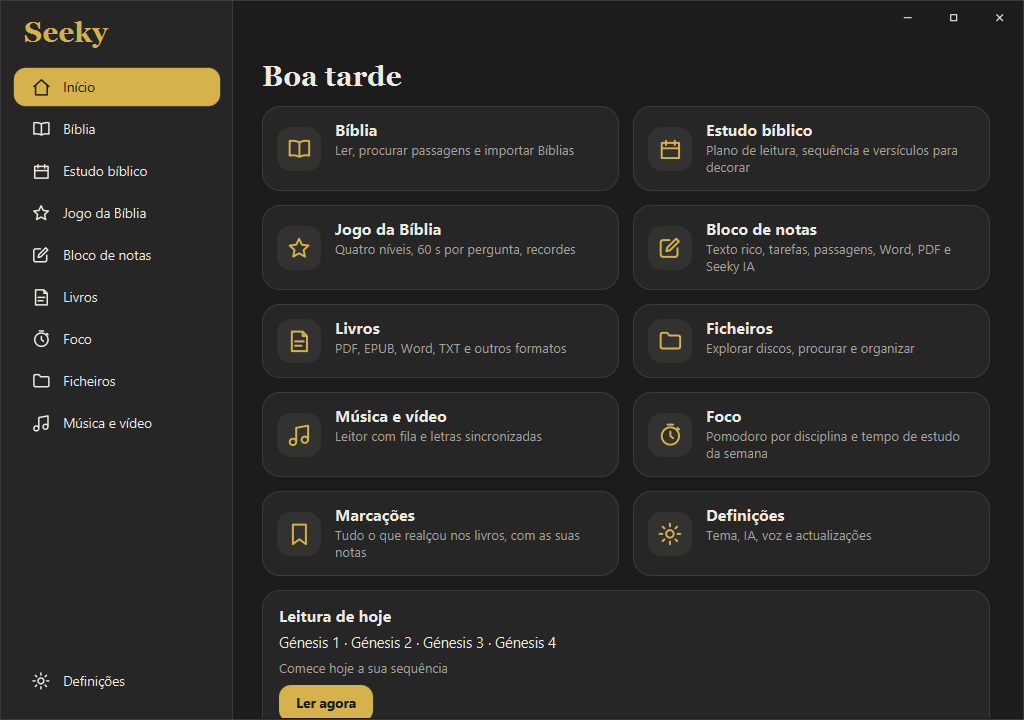 Seeky
Início
Bíblia
Estudo bíblico
Jogo da Bíblia
Bloco de notas
Livros
Foco
Ficheiros
Música e vídeo
Definições
Boa tarde
Bíblia
Ler, procurar passagens e importar Bíblias
Estudo bíblico
Plano de leitura, sequência e versículos para
decorar
Jogo da Bíblia
Quatro níveis, 60 s por pergunta, recordes
Bloco de notas
Texto rico, tarefas, passagens, Word, PDF e
Seeky IA
Livros
PDF, EPUB, Word, TXT e outros formatos
Ficheiros
Explorar discos, procurar e organizar
Música e vídeo
Leitor com fila e letras sincronizadas
Foco
Pomodoro por disciplina e tempo de estudo
da semana
Marcações
Tudo o que realçou nos livros, com as suas
notas
Definições
Tema, IA, voz e actualizações
Leitura de hoje
Génesis 1 · Génesis 2 · Génesis 3 · Génesis 4
Comece hoje a sua sequência
Ler agora